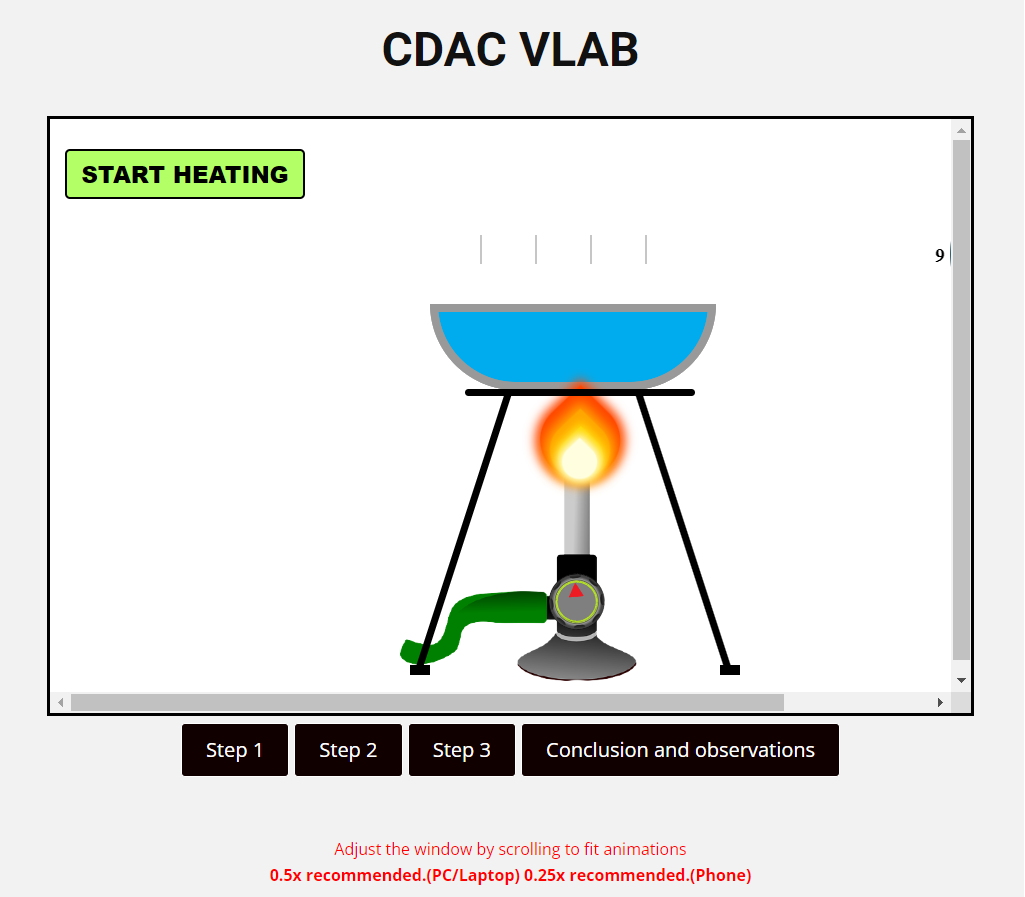 CDAC VLAB
START HEATING
9
Step 1 Step 2 Step 3 Conclusion and observations
Adjust the window by scrolling to fit animations
0.5x recommended.(PC/Laptop) 0.25x recommended.(Phone)